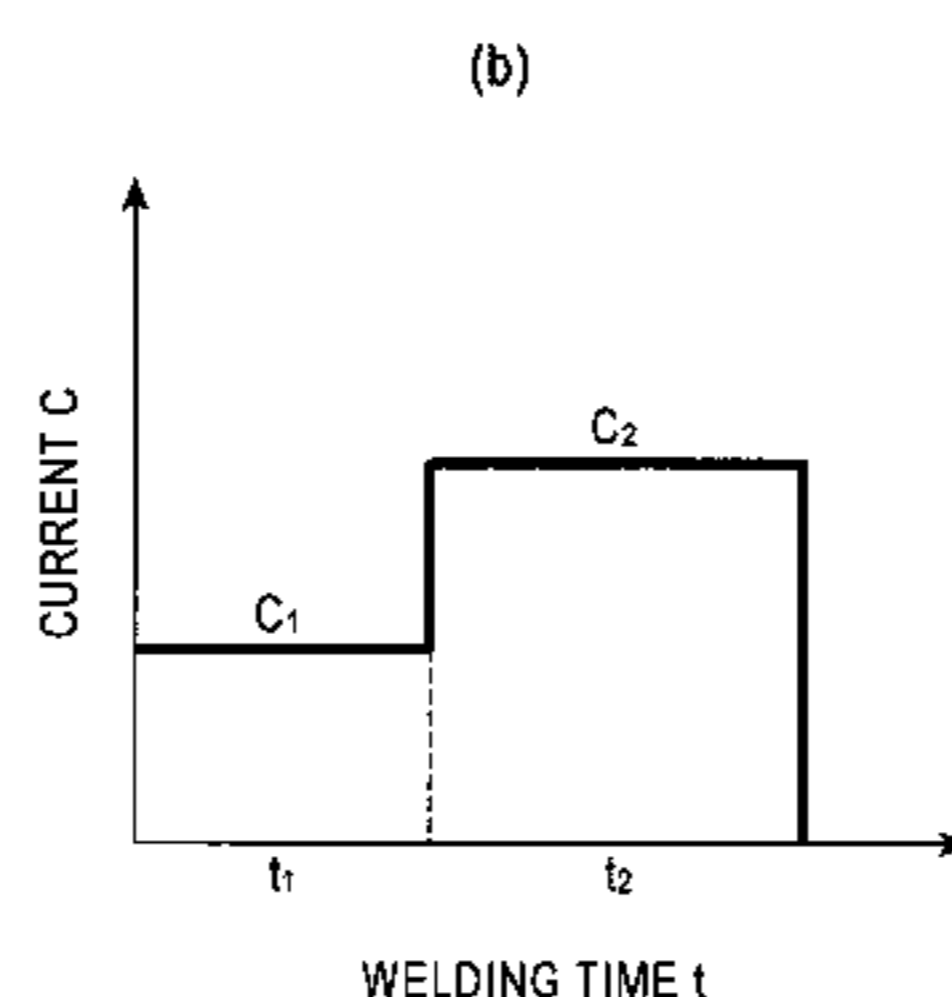 (b)
CURRENT C
C₁
C₂
t₁
t₂
WELDING TIME t